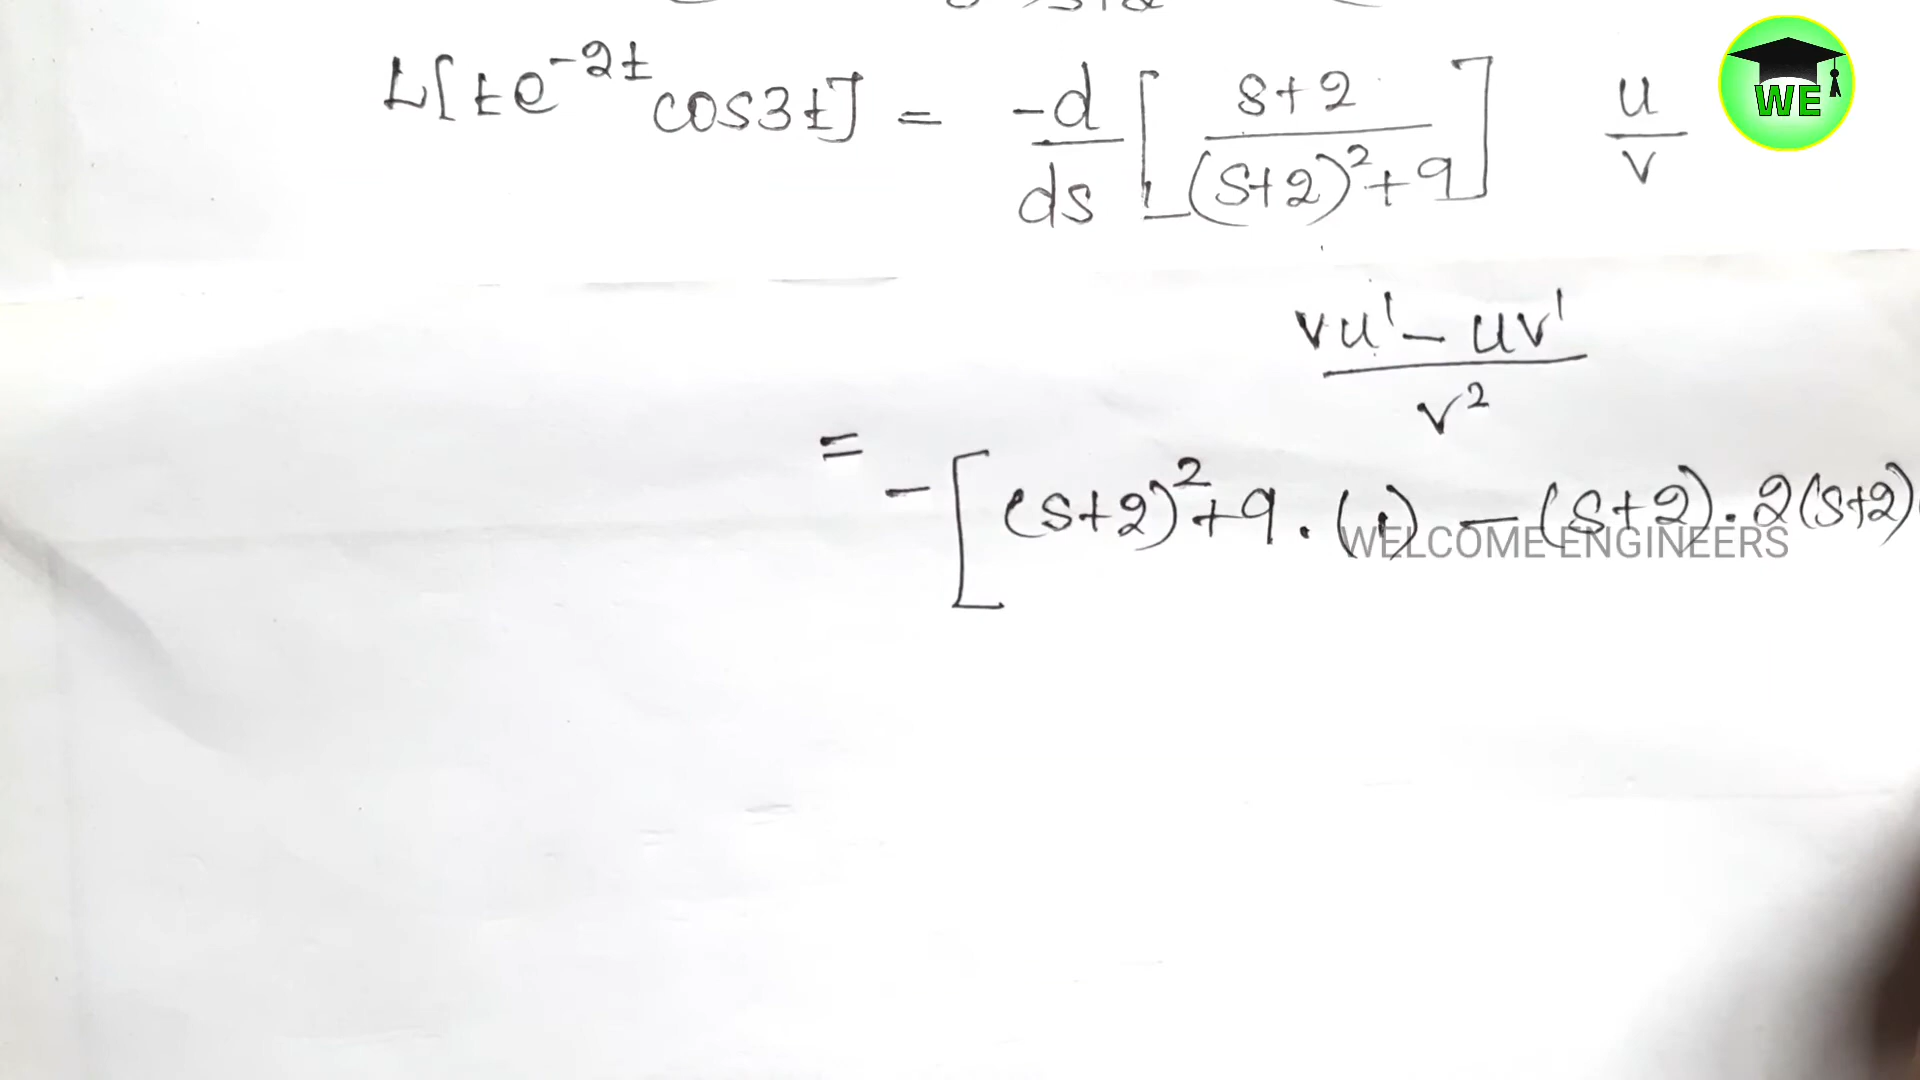 L[te^{-2t} cos3t] = -d/ds [ (s+2) / ((s+2)^2+9) ] u/v
WE
(vu' - uv') / v^2
= - [ (s+2)^2+9 . (1) - (s+2) . 2(s+2)
WELCOME ENGINEERS